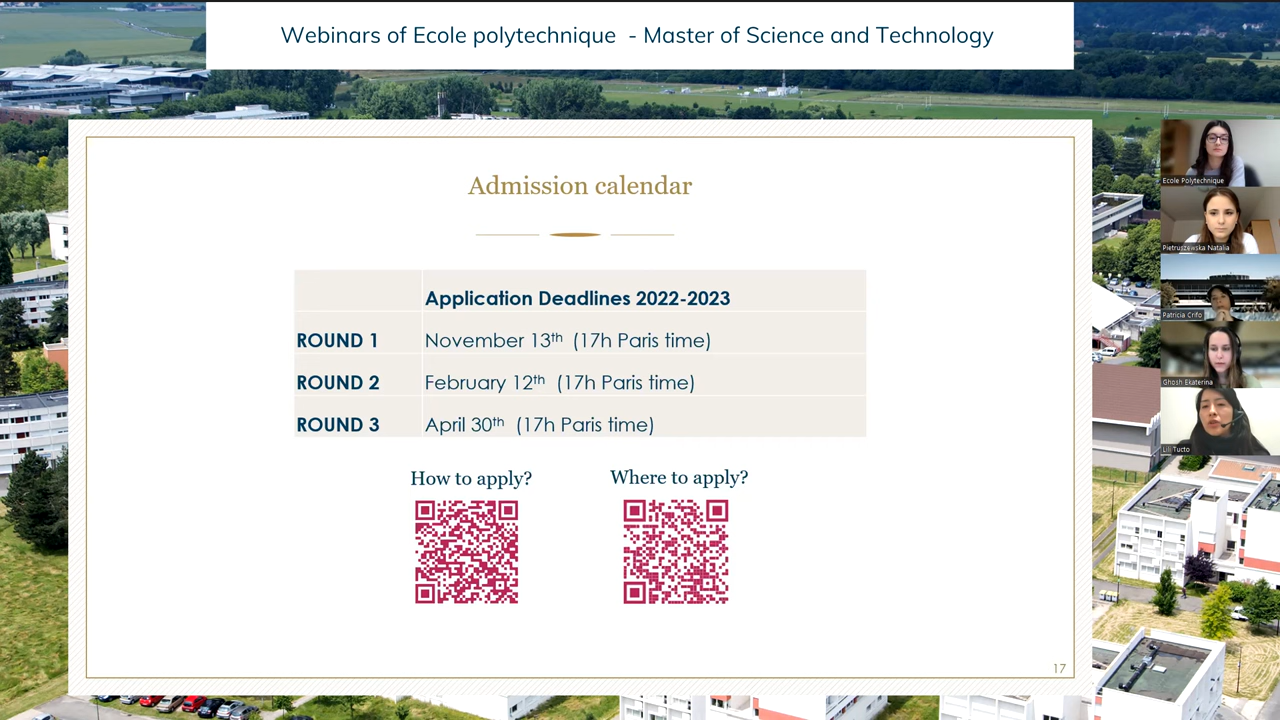 Webinars of Ecole polytechnique - Master of Science and Technology
Admission calendar
Application Deadlines 2022-2023
ROUND 1 November 13th (17h Paris time)
ROUND 2 February 12th (17h Paris time)
ROUND 3 April 30th (17h Paris time)
How to apply? Where to apply?
17
Ecole Polytechnique
Pietruszewska Natalia
Patricia Crifo
Ghosh Ekaterina
Lili Tucto